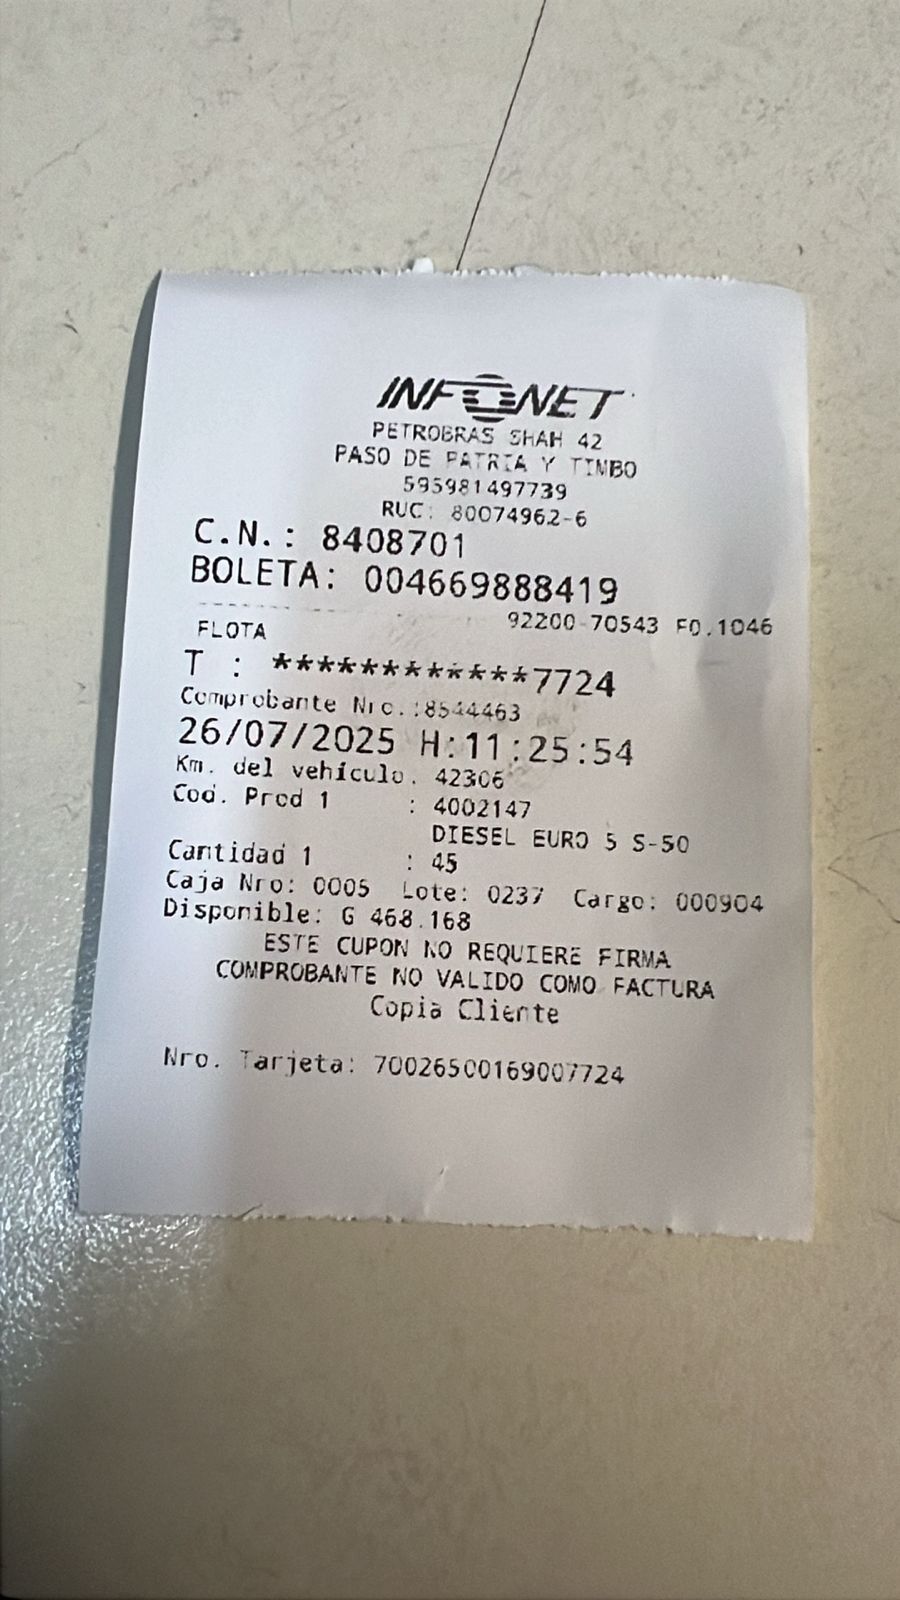 INFONET
PETROBRAS SHAH 42
PASO DE PATRIA Y TIMBO
595981497739
RUC: 80074962-6
C.N.: 8408701
BOLETA: 004669888419
92200-70543 F0.1046
FLOTA
T : ************7724
Comprobante Nro.:8544463
26/07/2025 H:11:25:54
Km. del vehiculo. 42306
Cod. Prod 1 : 4002147
DIESEL EURO 5 S-50
Cantidad 1 : 45
Caja Nro: 0005 Lote: 0237 Cargo: 000904
Disponible: G 468.168
ESTE CUPON NO REQUIERE FIRMA
COMPROBANTE NO VALIDO COMO FACTURA
Copia Cliente
Nro. Tarjeta: 70026500169007724